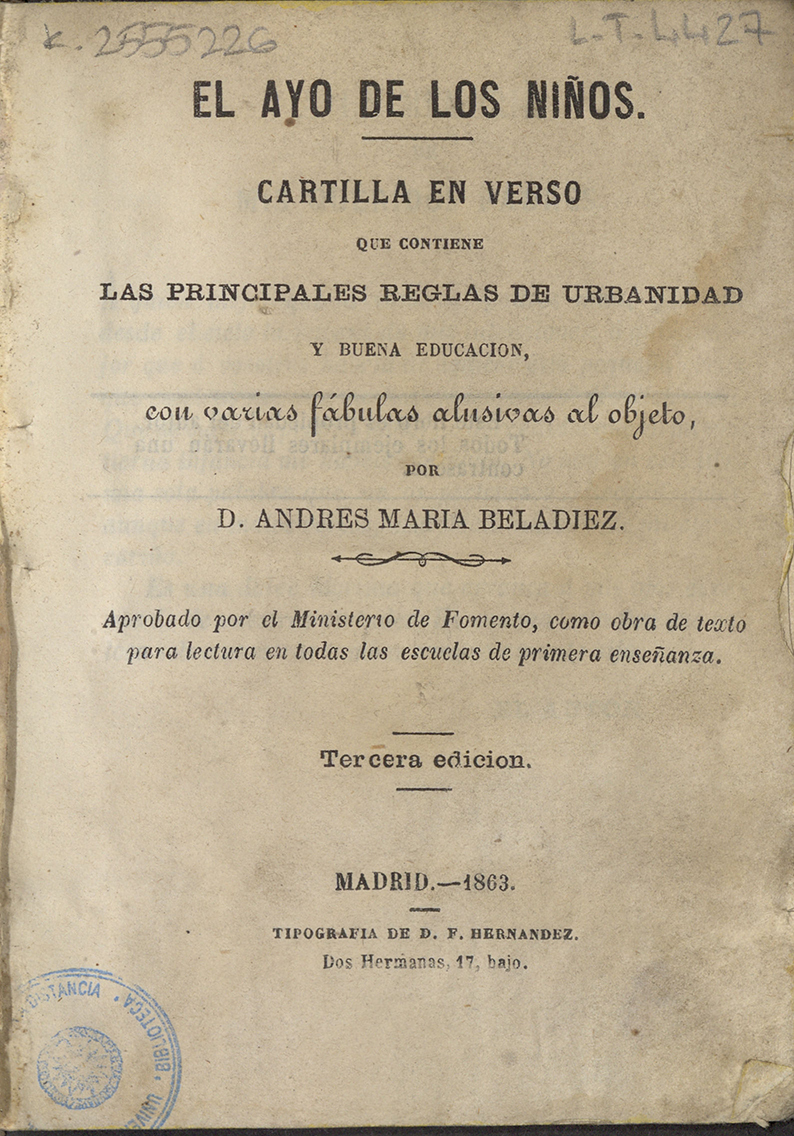 K. 2555226
L.T. 4427
EL AYO DE LOS NIÑOS.
CARTILLA EN VERSO
QUE CONTIENE
LAS PRINCIPALES REGLAS DE URBANIDAD
Y BUENA EDUCACION,
con varias fábulas alusivas al objeto,
POR
D. ANDRES MARIA BELADIEZ.
Aprobado por el Ministerio de Fomento, como obra de texto
para lectura en todas las escuelas de primera enseñanza.
Tercera edicion.
MADRID.—1863.
TIPOGRAFIA DE D. F. HERNANDEZ.
Dos Hermanas, 17, bajo.
DISTANCIA · BIBLIOTECA ·